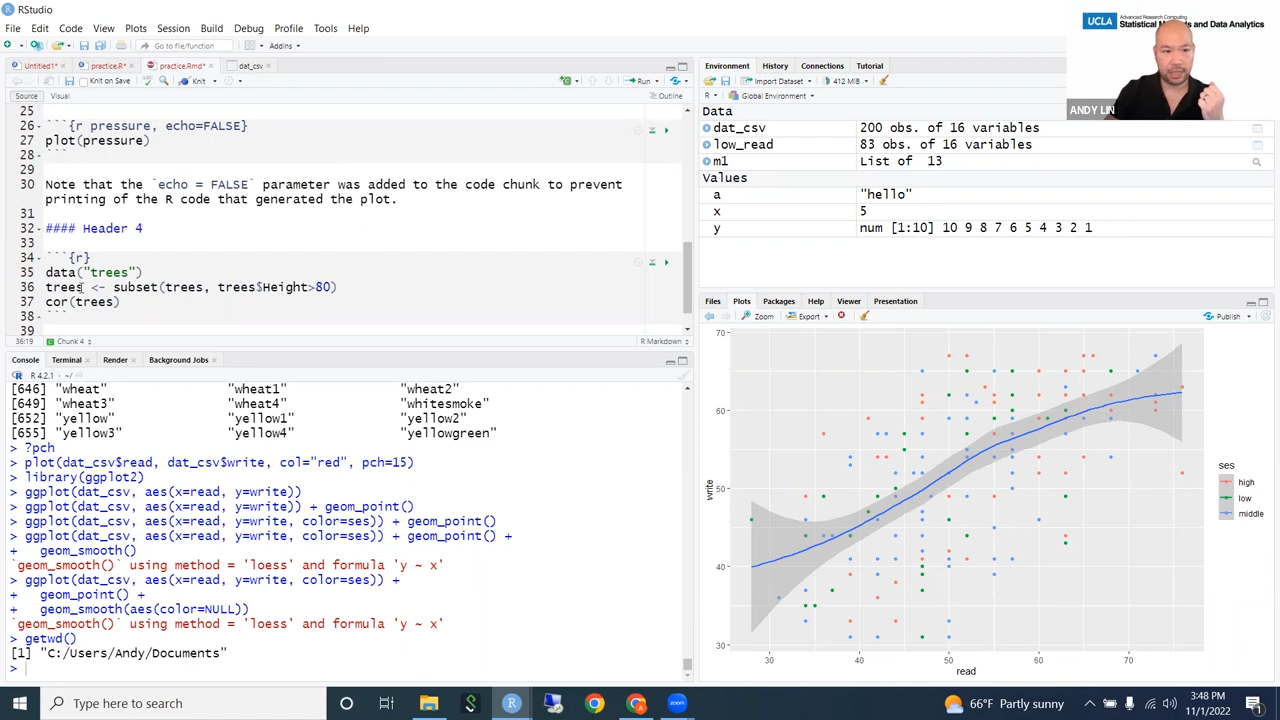 RStudio
File Edit Code View Plots Session Build Debug Profile Tools Help
Go to file/function Addins
Untitled1* practice.R* practice.Rmd* dat_csv
Knit on Save Knit Run
Source Visual Outline
25
26 ```{r pressure, echo=FALSE}
27 plot(pressure)
28 ```
29
30 Note that the `echo = FALSE` parameter was added to the code chunk to prevent
printing of the R code that generated the plot.
31
32 #### Header 4
33
34 ```{r}
35 data("trees")
36 trees <- subset(trees, trees$Height>80)
37 cor(trees)
38 ```
39
36:19 Chunk 4 R Markdown
Console Terminal Render Background Jobs
R 4.2.1 · ~/
[646] "wheat" "wheat1" "wheat2"
[649] "wheat3" "wheat4" "whitesmoke"
[652] "yellow" "yellow1" "yellow2"
[655] "yellow3" "yellow4" "yellowgreen"
> ?pch
> plot(dat_csv$read, dat_csv$write, col="red", pch=15)
> library(ggplot2)
> ggplot(dat_csv, aes(x=read, y=write))
> ggplot(dat_csv, aes(x=read, y=write)) + geom_point()
> ggplot(dat_csv, aes(x=read, y=write, color=ses)) + geom_point()
> ggplot(dat_csv, aes(x=read, y=write, color=ses)) + geom_point() +
+ geom_smooth()
`geom_smooth()` using method = 'loess' and formula 'y ~ x'
> ggplot(dat_csv, aes(x=read, y=write, color=ses)) +
+ geom_point() +
+ geom_smooth(aes(color=NULL))
`geom_smooth()` using method = 'loess' and formula 'y ~ x'
> getwd()
[1] "C:/Users/Andy/Documents"
>
Environment History Connections Tutorial
Import Dataset 412 MiB
R Global Environment
Data
dat_csv 200 obs. of 16 variables
low_read 83 obs. of 16 variables
m1 List of 13
Values
a "hello"
x 5
y num [1:10] 10 9 8 7 6 5 4 3 2 1
Files Plots Packages Help Viewer Presentation
Zoom Export Publish
70
60
50
40
30
write
30 40 50 60 70
read
ses
high
low
middle
UCLA Advanced Research Computing
Statistical Methods and Data Analytics
ANDY LIN
Type here to search
zoom
66°F Partly sunny
3:48 PM
11/1/2022